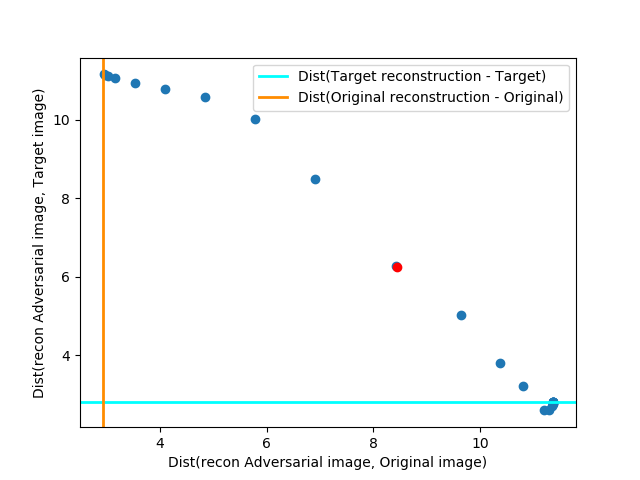 Dist(Target reconstruction - Target)
Dist(Original reconstruction - Original)
10
8
6
4
Dist(recon Adversarial image, Target image)
4 6 8 10
Dist(recon Adversarial image, Original image)